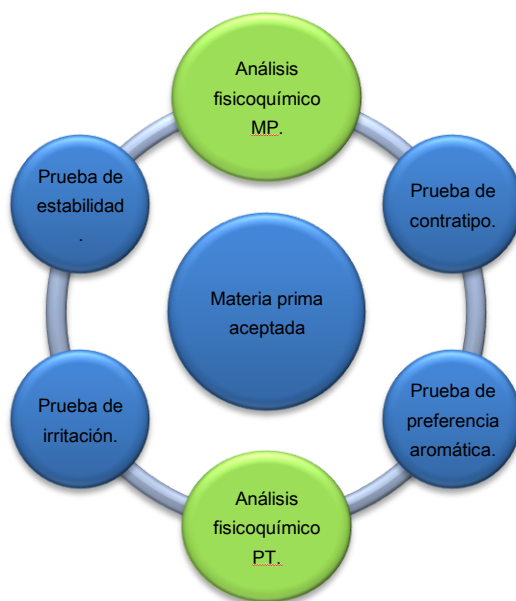 Análisis
fisicoquímico
MP.
Prueba de
estabilidad
.
Prueba de
contratipo.
Materia prima
aceptada
Prueba de
irritación.
Prueba de
preferencia
aromática.
Análisis
fisicoquímico
PT.